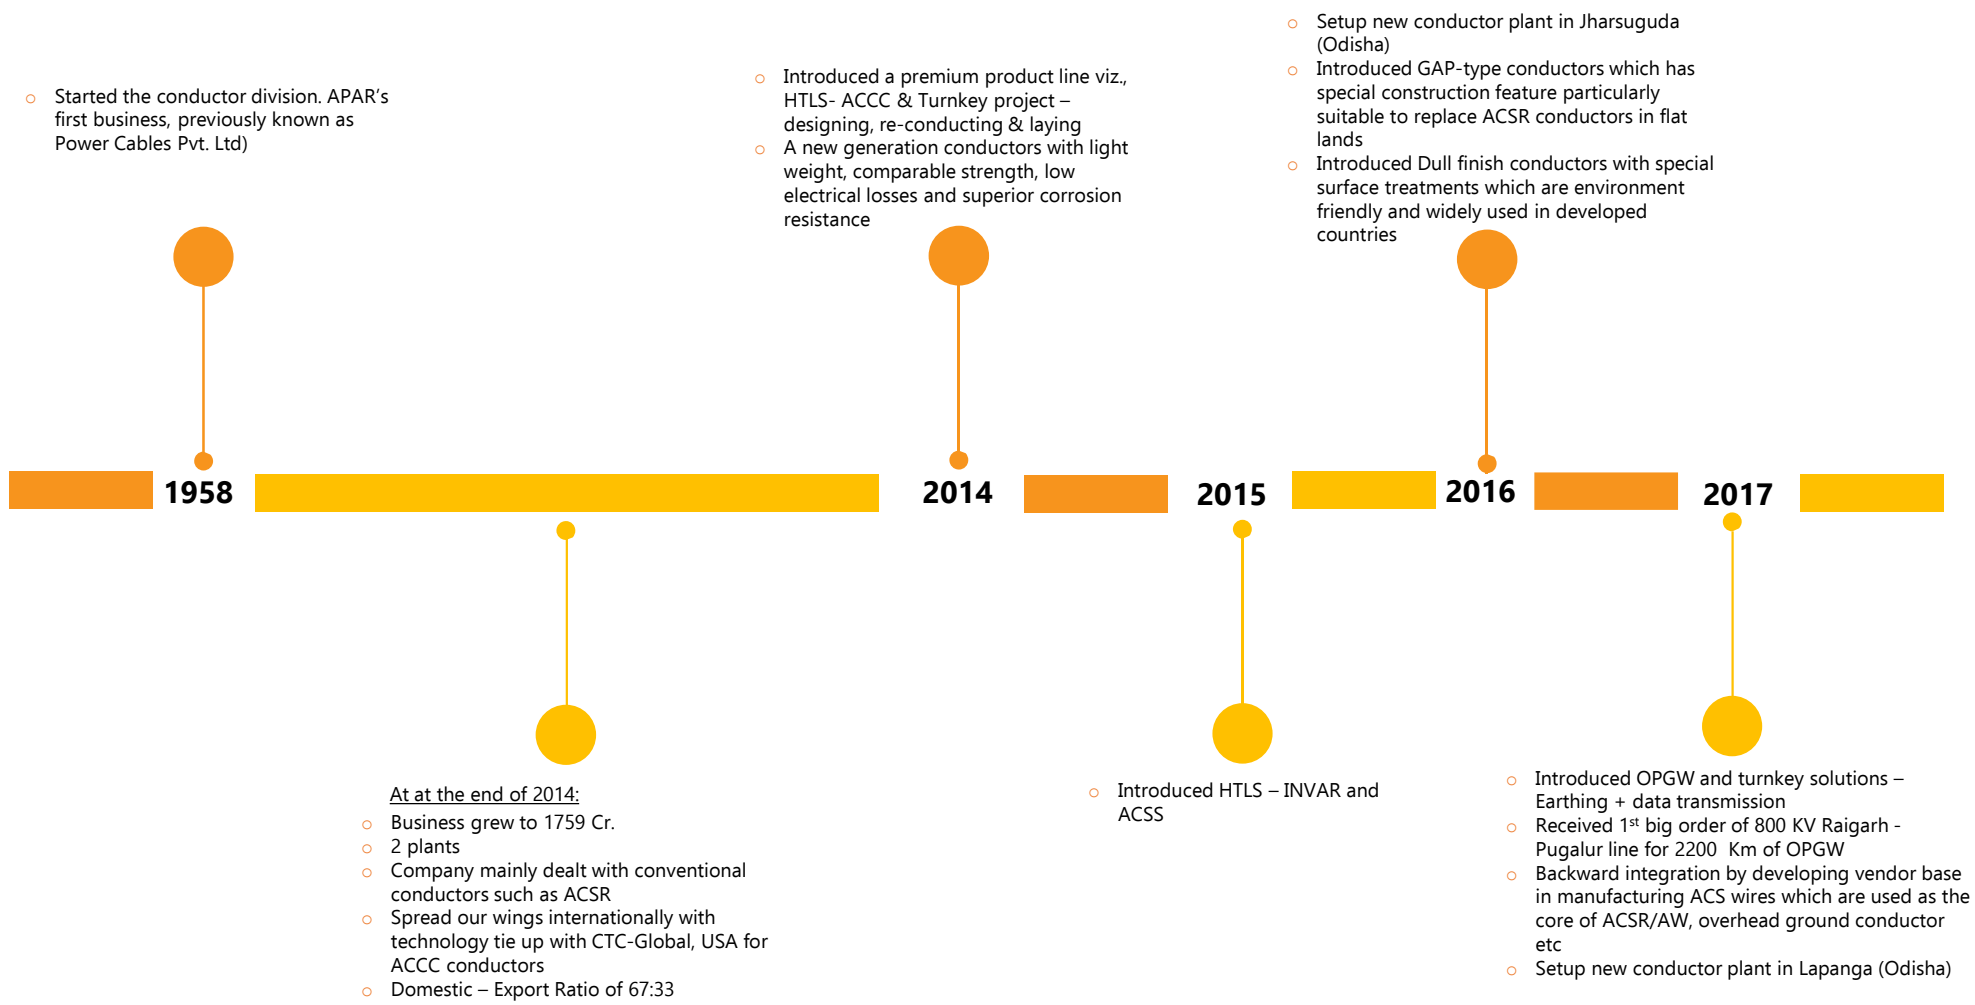 ○ Started the conductor division. APAR's
first business, previously known as
Power Cables Pvt. Ltd)
○ Introduced a premium product line viz.,
HTLS- ACCC & Turnkey project –
designing, re-conducting & laying
○ A new generation conductors with light
weight, comparable strength, low
electrical losses and superior corrosion
resistance
○ Setup new conductor plant in Jharsuguda
(Odisha)
○ Introduced GAP-type conductors which has
special construction feature particularly
suitable to replace ACSR conductors in flat
lands
○ Introduced Dull finish conductors with special
surface treatments which are environment
friendly and widely used in developed
countries
1958
2014
2015
2016
2017
At at the end of 2014:
○ Business grew to 1759 Cr.
○ 2 plants
○ Company mainly dealt with conventional
conductors such as ACSR
○ Spread our wings internationally with
technology tie up with CTC-Global, USA for
ACCC conductors
○ Domestic – Export Ratio of 67:33
○ Introduced HTLS – INVAR and
ACSS
○ Introduced OPGW and turnkey solutions –
Earthing + data transmission
○ Received 1st big order of 800 KV Raigarh -
Pugalur line for 2200  Km of OPGW
○ Backward integration by developing vendor base
in manufacturing ACS wires which are used as the
core of ACSR/AW, overhead ground conductor
etc
○ Setup new conductor plant in Lapanga (Odisha)